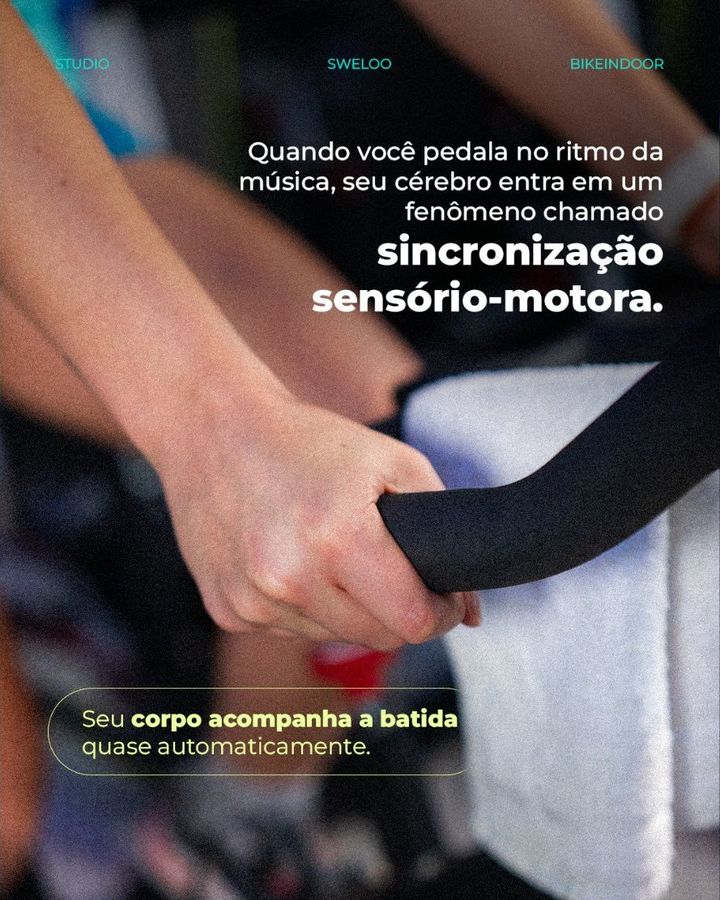 STUDIO SWELOO BIKEINDOOR
Quando você pedala no ritmo da
música, seu cérebro entra em um
fenômeno chamado
sincronização
sensório-motora.
Seu corpo acompanha a batida
quase automaticamente.